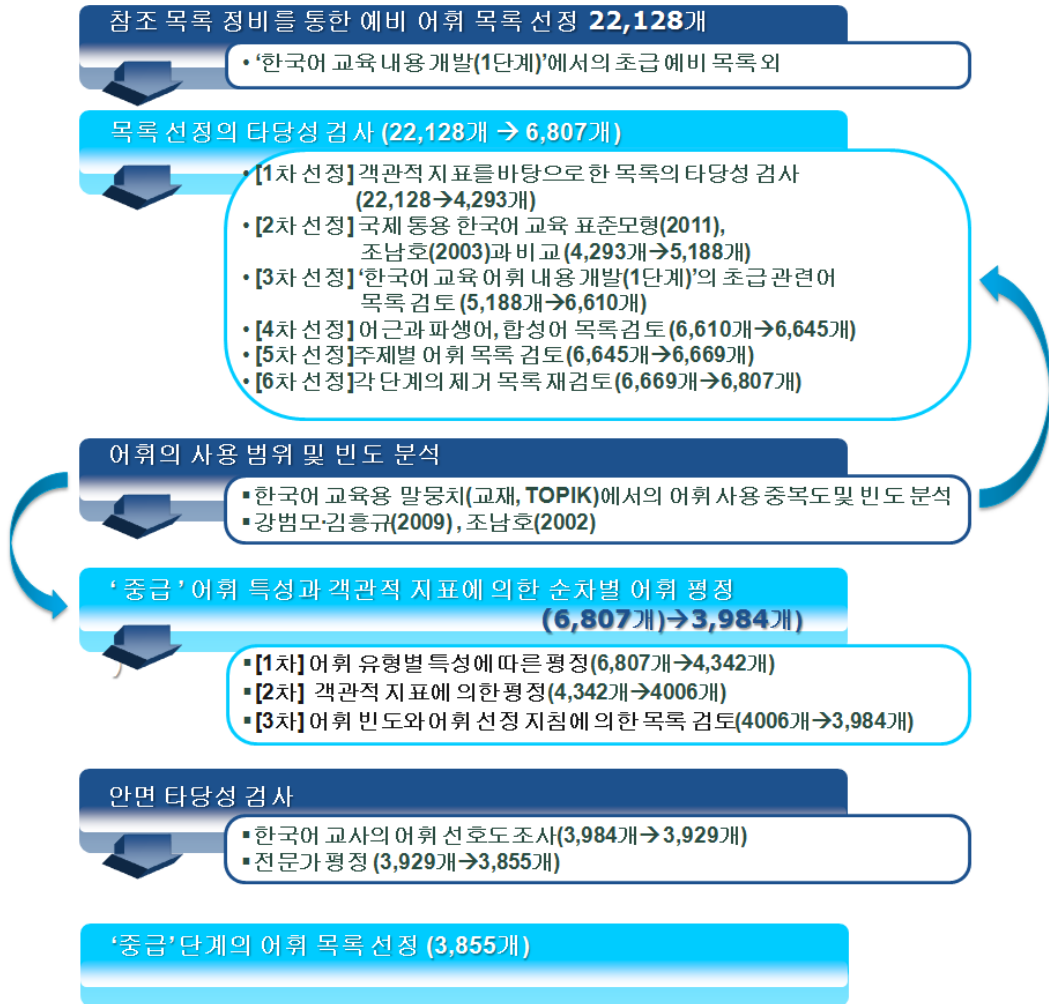 참조 목록 정비를 통한 예비 어휘 목록 선정 22,128개
• ‘한국어 교육 내용 개발(1단계)’에서의 초급 예비 목록 외
목록 선정의 타당성 검사 (22,128개 → 6,807개)
• [1차 선정] 객관적 지표를 바탕으로 한 목록의 타당성 검사
(22,128→4,293개)
• [2차 선정] 국제 통용 한국어 교육 표준모형(2011),
조남호(2003)과 비교 (4,293개→5,188개)
• [3차 선정] ‘한국어 교육 어휘 내용 개발(1단계)’의 초급 관련어
목록 검토 (5,188개→6,610개)
• [4차 선정] 어근과 파생어, 합성어 목록 검토 (6,610개→6,645개)
• [5차 선정]주제별 어휘 목록 검토 (6,645개→6,669개)
• [6차 선정]각 단계의 제거 목록 재검토 (6,669개→6,807개)
어휘의 사용 범위 및 빈도 분석
▪ 한국어 교육용 말뭉치(교재, TOPIK)에서의 어휘 사용 중복도 및 빈도 분석
▪ 강범모·김흥규(2009) , 조남호(2002)
‘ 중급 ’ 어휘 특성과 객관적 지표에 의한 순차별 어휘 평정
(6,807개)→3,984개)
▪ [1차] 어휘 유형별 특성에 따른 평정(6,807개→4,342개)
▪ [2차] 객관적 지표에 의한 평정(4,342개→4006개)
▪ [3차] 어휘 빈도와 어휘 선정 지침에 의한 목록 검토(4006개→3,984개)
안면 타당성 검사
▪ 한국어 교사의 어휘 선호도 조사(3,984개→3,929개)
▪ 전문가 평정 (3,929개→3,855개)
‘중급’ 단계의 어휘 목록 선정 (3,855개)